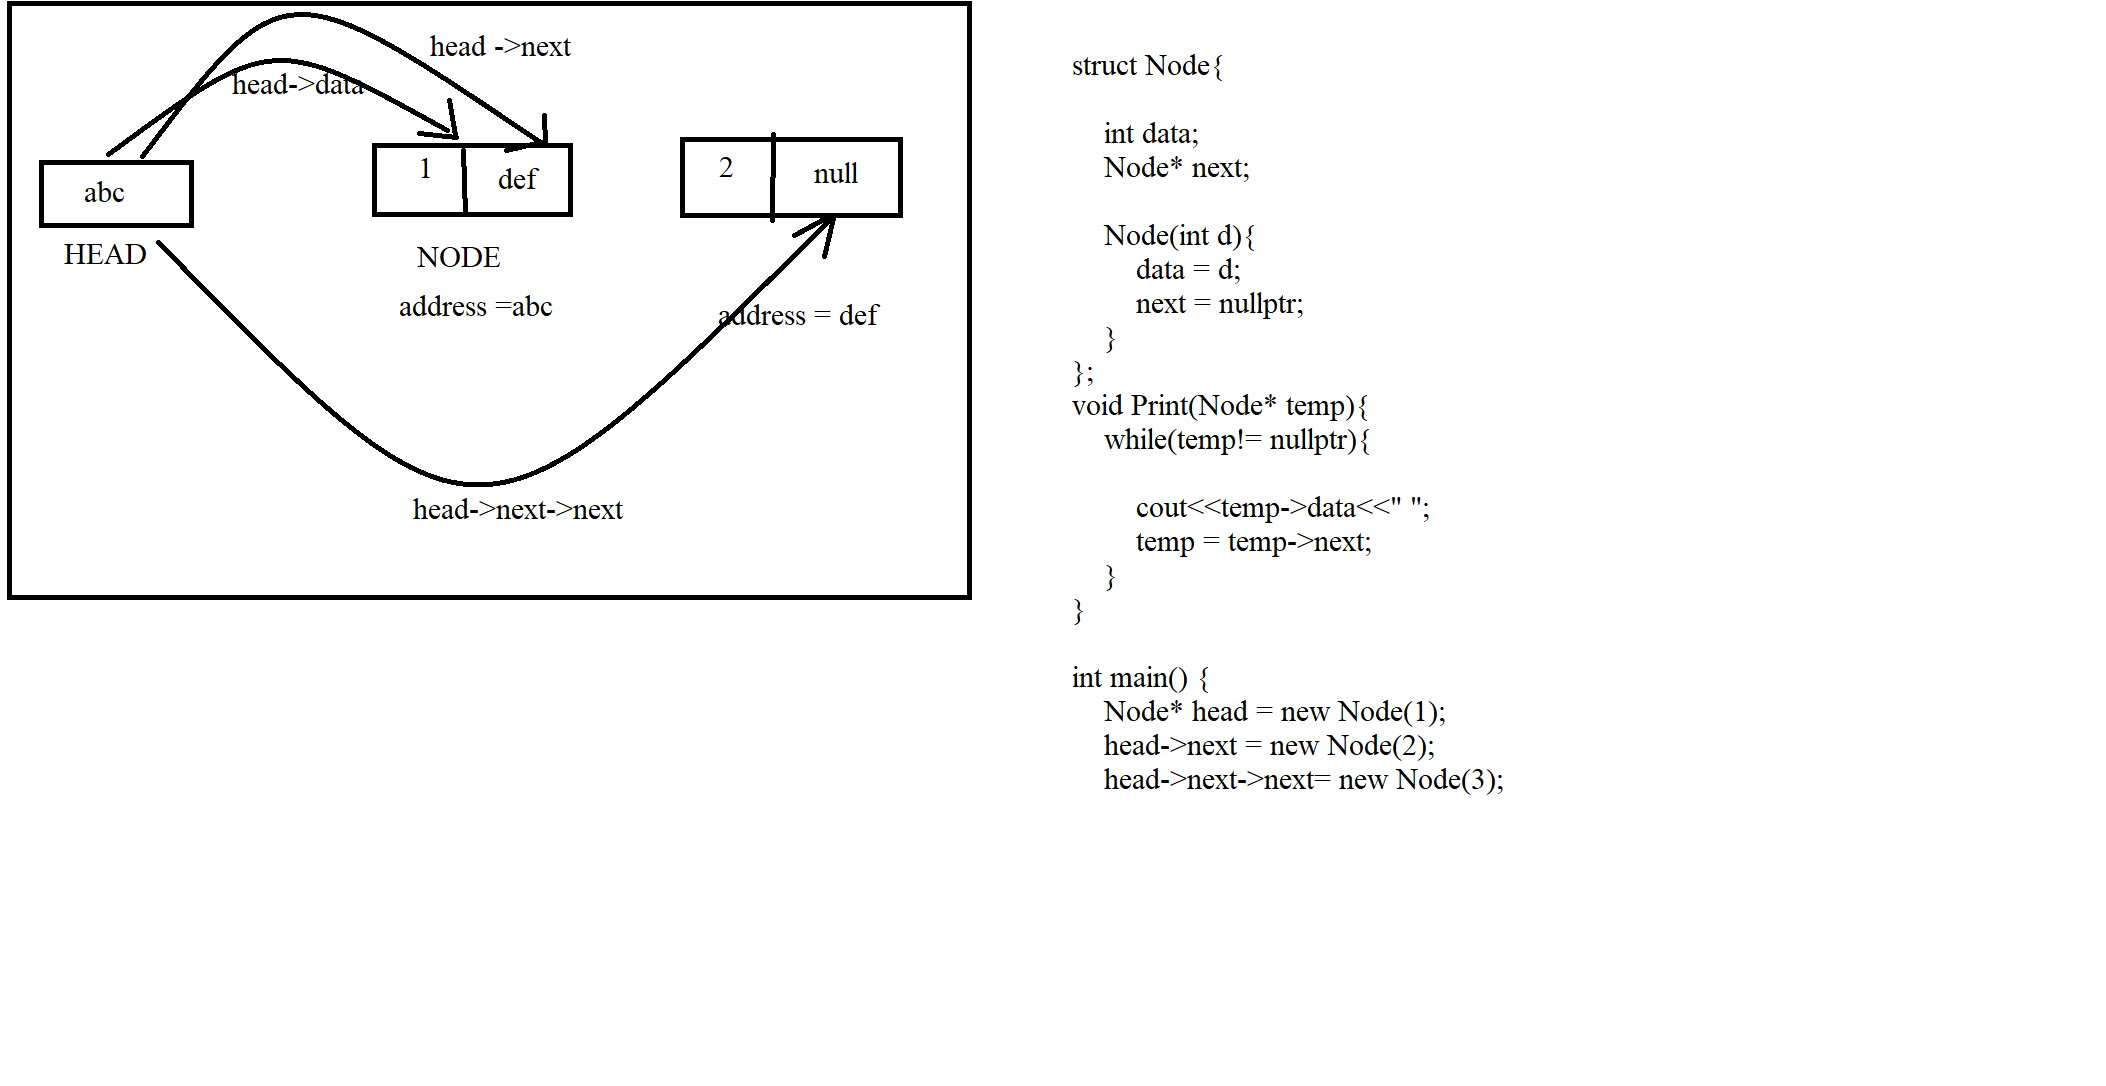 head ->next
head->data
abc
HEAD
1
def
NODE
address =abc
2
null
address = def
head->next->next
struct Node{
int data;
Node* next;
Node(int d){
data = d;
next = nullptr;
}
};
void Print(Node* temp){
while(temp!= nullptr){
cout<<temp->data<<" ";
temp = temp->next;
}
}
int main() {
Node* head = new Node(1);
head->next = new Node(2);
head->next->next= new Node(3);